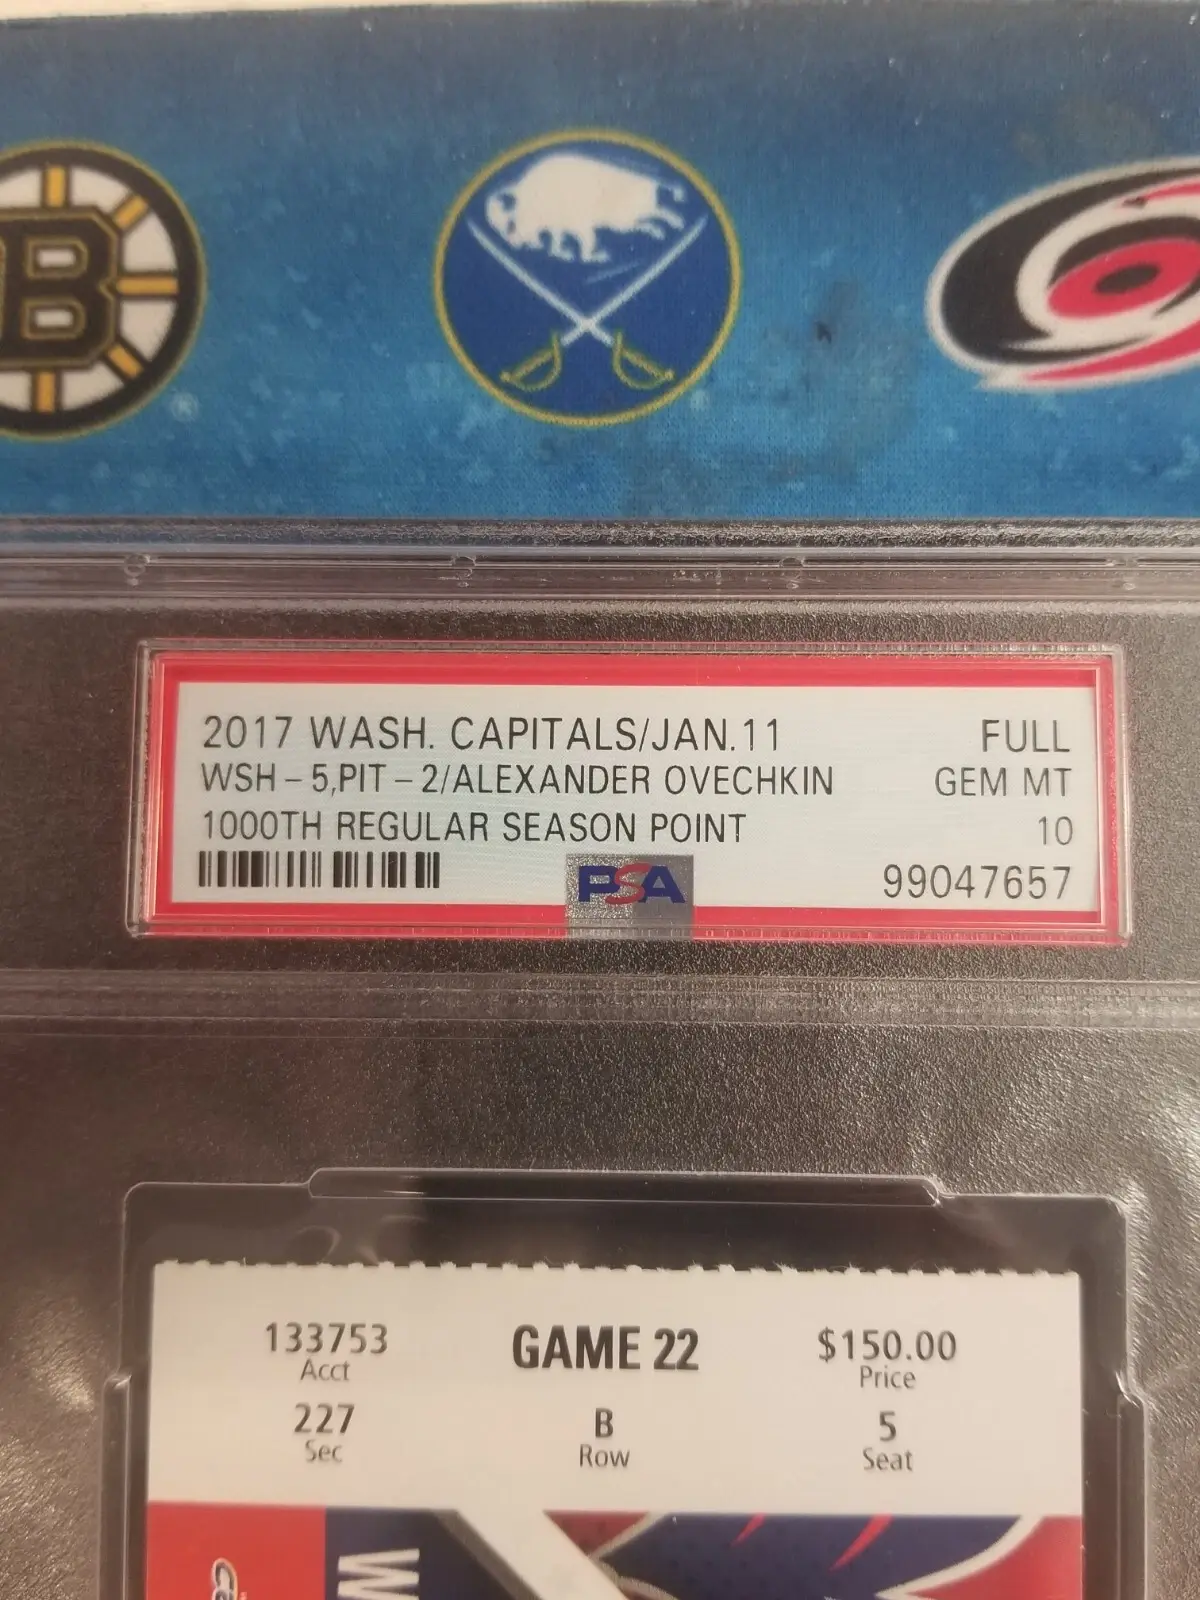 B
2017 WASH. CAPITALS/JAN.11 FULL
WSH-5,PIT-2/ALEXANDER OVECHKIN GEM MT
1000TH REGULAR SEASON POINT 10
PSA 99047657
133753 GAME 22 $150.00
Acct Price
227 B 5
Sec Row Seat
W